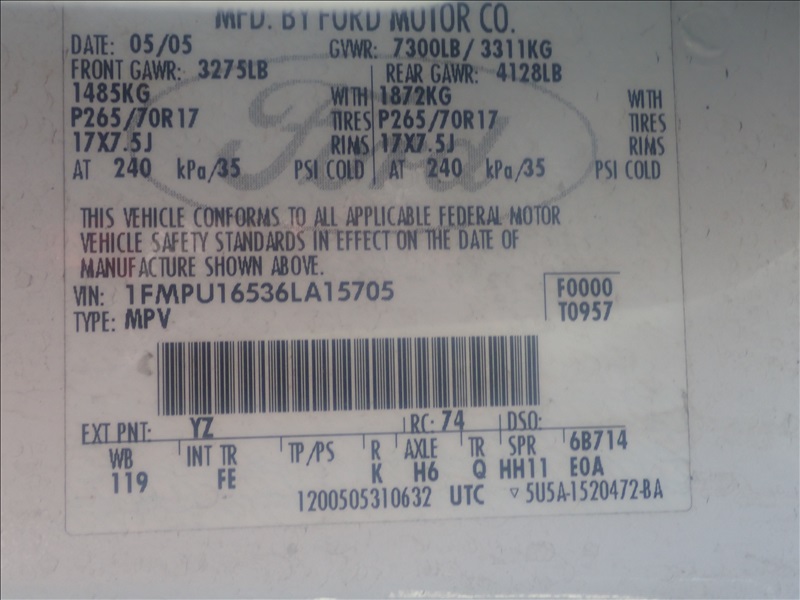 MFD. BY FORD MOTOR CO.
DATE: 05/05 GVWR: 7300LB/ 3311KG
FRONT GAWR: 3275LB REAR GAWR: 4128LB
1485KG WITH 1872KG WITH
P265/70R17 TIRES P265/70R17 TIRES
17X7.5J RIMS 17X7.5J RIMS
AT 240 kPa/35 PSI COLD AT 240 kPa/35 PSI COLD
Ford
THIS VEHICLE CONFORMS TO ALL APPLICABLE FEDERAL MOTOR
VEHICLE SAFETY STANDARDS IN EFFECT ON THE DATE OF
MANUFACTURE SHOWN ABOVE.
VIN: 1FMPU16536LA15705 F0000
TYPE: MPV T0957
EXT PNT: YZ RC: 74 DSO:
WB INT TR TP/PS R AXLE TR SPR 6B714
119 FE K H6 Q HH11 E0A
1200505310632 UTC ▽ 5U5A-1520472-BA